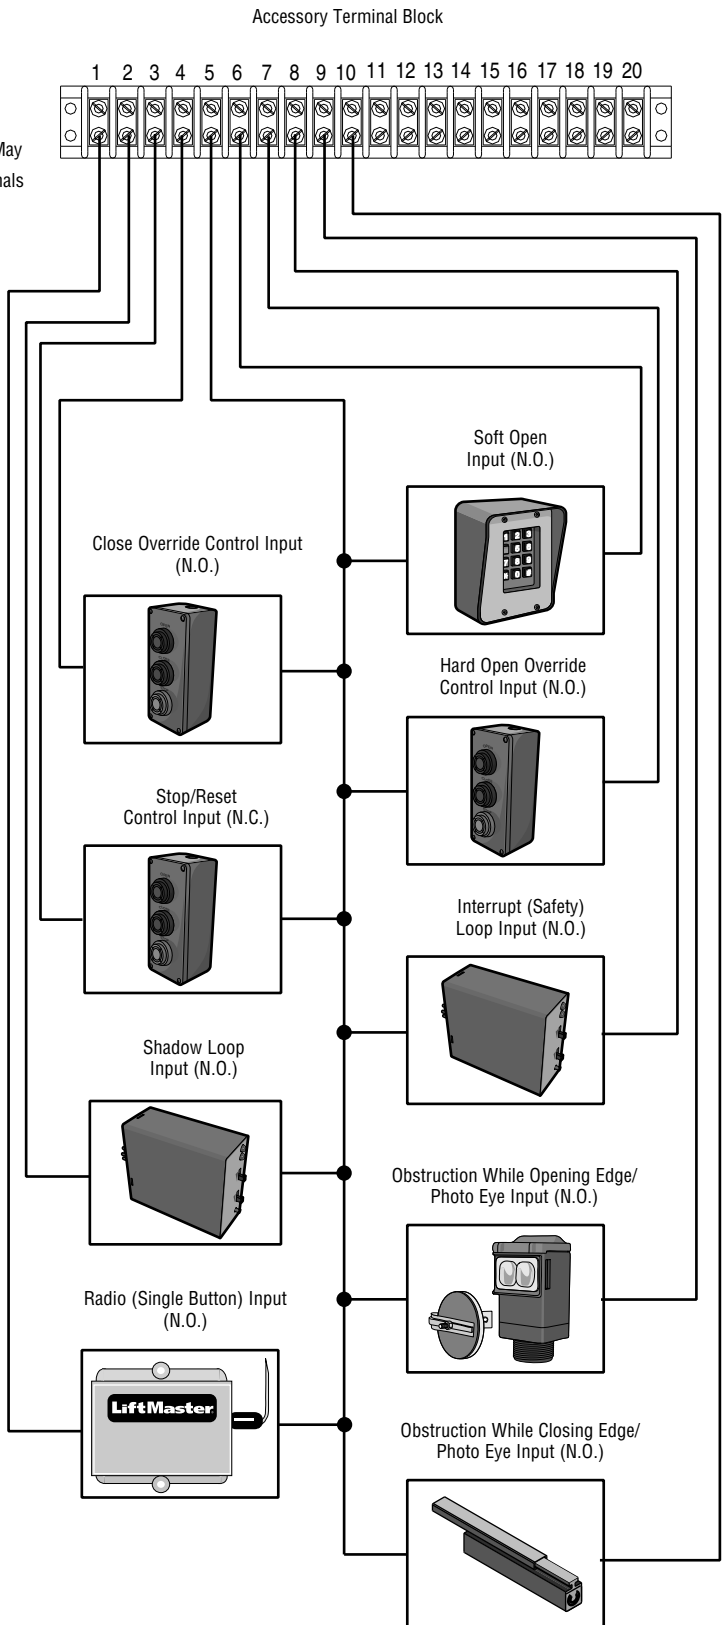 Accessory Terminal Block
1 2 3 4 5 6 7 8 9 10 11 12 13 14 15 16 17 18 19 20
May
Soft Open
Input (N.O.)
Close Override Control Input
(N.O.)
Hard Open Override
Control Input (N.O.)
Stop/Reset
Control Input (N.C.)
Interrupt (Safety)
Loop Input (N.O.)
Shadow Loop
Input (N.O.)
Obstruction While Opening Edge/
Photo Eye Input (N.O.)
Radio (Single Button) Input
(N.O.)
LiftMaster
Obstruction While Closing Edge/
Photo Eye Input (N.O.)